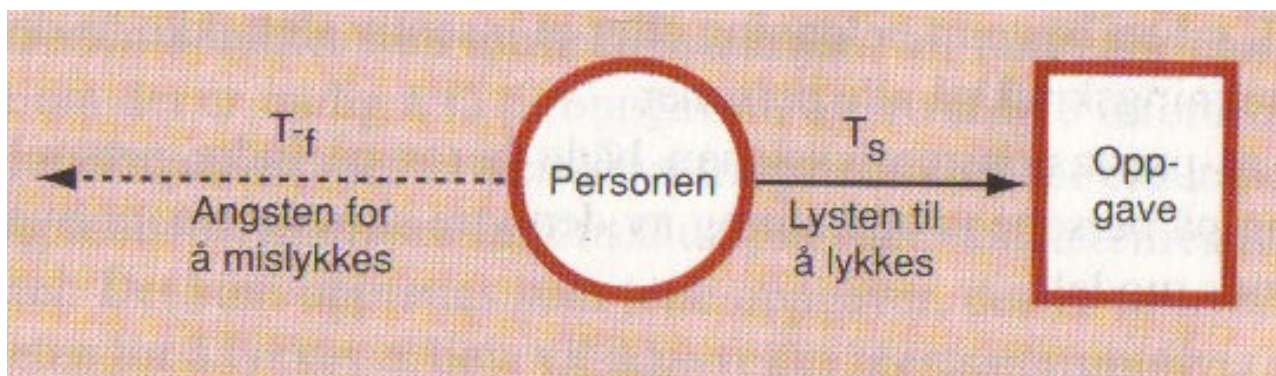 T-f
Angsten for
å mislykkes
Personen
Ts
Lysten til
å lykkes
Opp-
gave